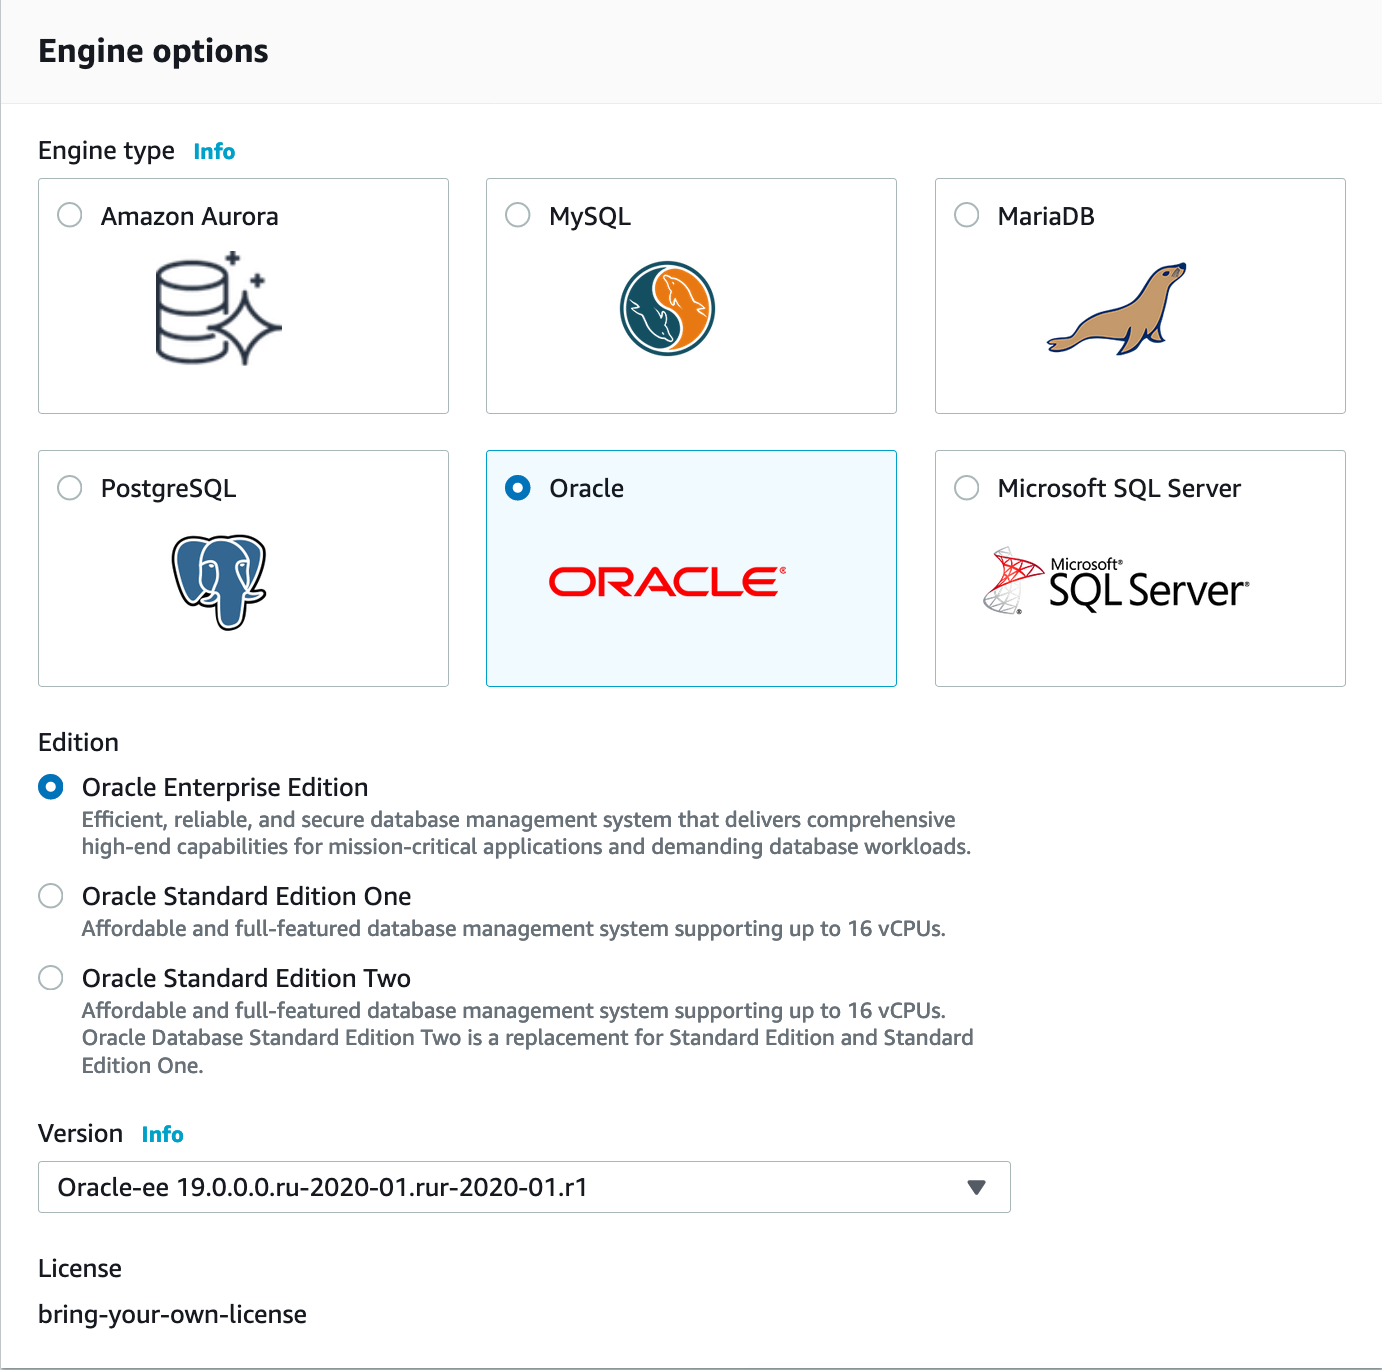 Engine options
Engine type Info
Amazon Aurora
MySQL
MariaDB
PostgreSQL
Oracle
ORACLE®
Microsoft SQL Server
Microsoft®
SQL Server®
Edition
Oracle Enterprise Edition
Efficient, reliable, and secure database management system that delivers comprehensive
high-end capabilities for mission-critical applications and demanding database workloads.
Oracle Standard Edition One
Affordable and full-featured database management system supporting up to 16 vCPUs.
Oracle Standard Edition Two
Affordable and full-featured database management system supporting up to 16 vCPUs.
Oracle Database Standard Edition Two is a replacement for Standard Edition and Standard
Edition One.
Version Info
Oracle-ee 19.0.0.0.ru-2020-01.rur-2020-01.r1
License
bring-your-own-license